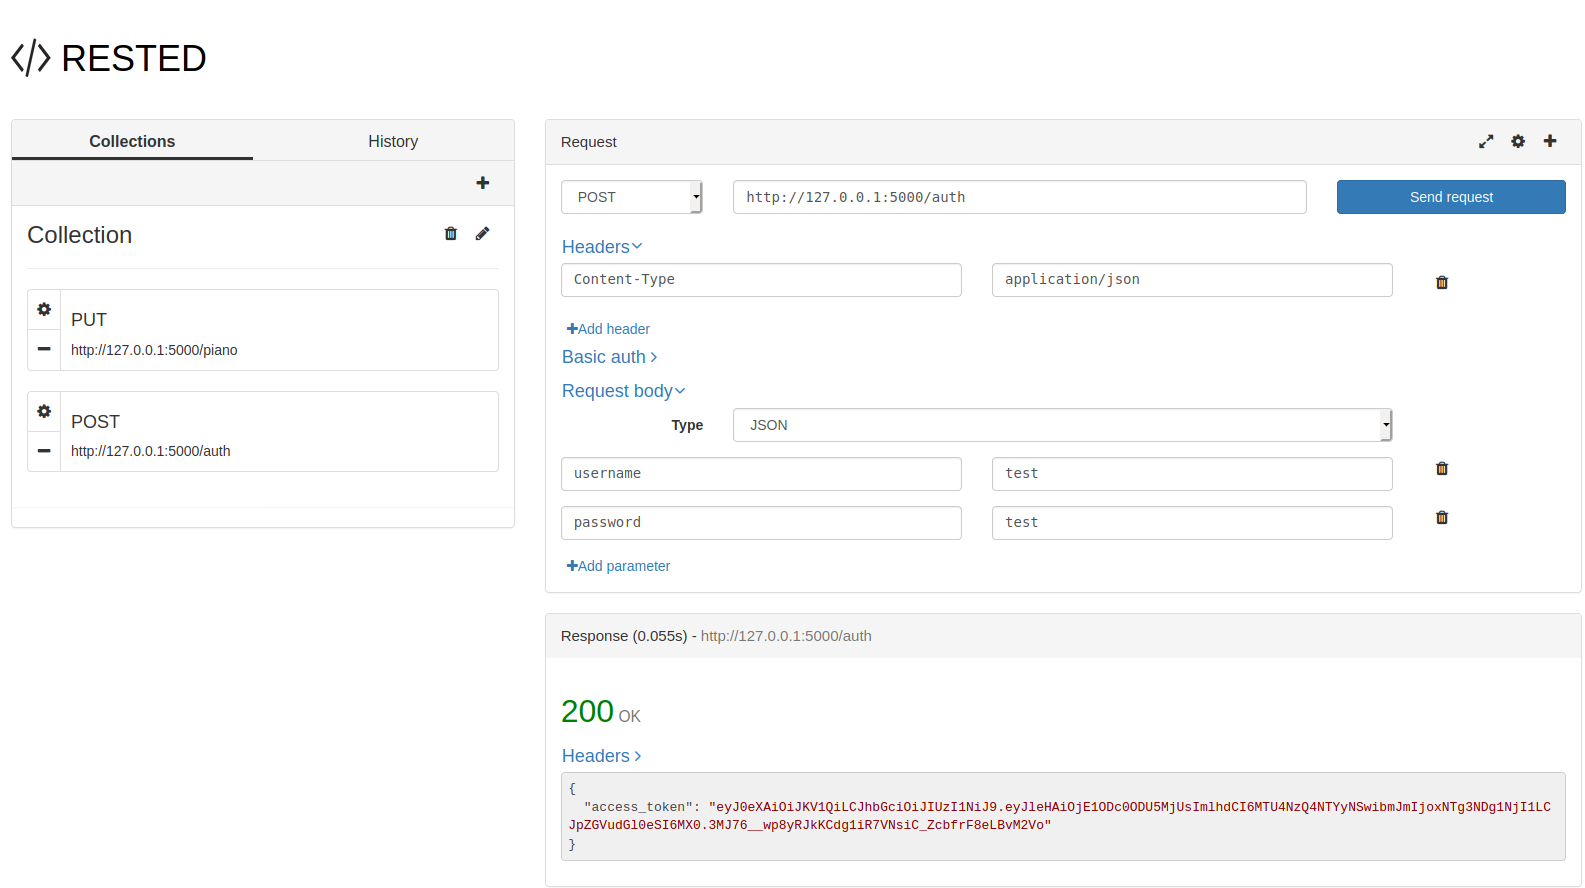 </> RESTED
Collections History
Collection
PUT
http://127.0.0.1:5000/piano
POST
http://127.0.0.1:5000/auth
Request
POST http://127.0.0.1:5000/auth Send request
Headers
Content-Type application/json
Add header
Basic auth
Request body
Type JSON
username test
password test
Add parameter
Response (0.055s) - http://127.0.0.1:5000/auth
200 OK
Headers
{
"access_token": "eyJ0eXAiOiJKV1QiLCJhbGciOiJIUzI1NiJ9.eyJleHAiOjE1ODc0ODU5MjUsImlhdCI6MTU4NzQ4NTYyNSwibmJmIjoxNTg3NDg1NjI1LC
JpZGVudGl0eSI6MX0.3MJ76__wp8yRJkKCdg1iR7VNsiC_ZcbfrF8eLBvM2Vo"
}